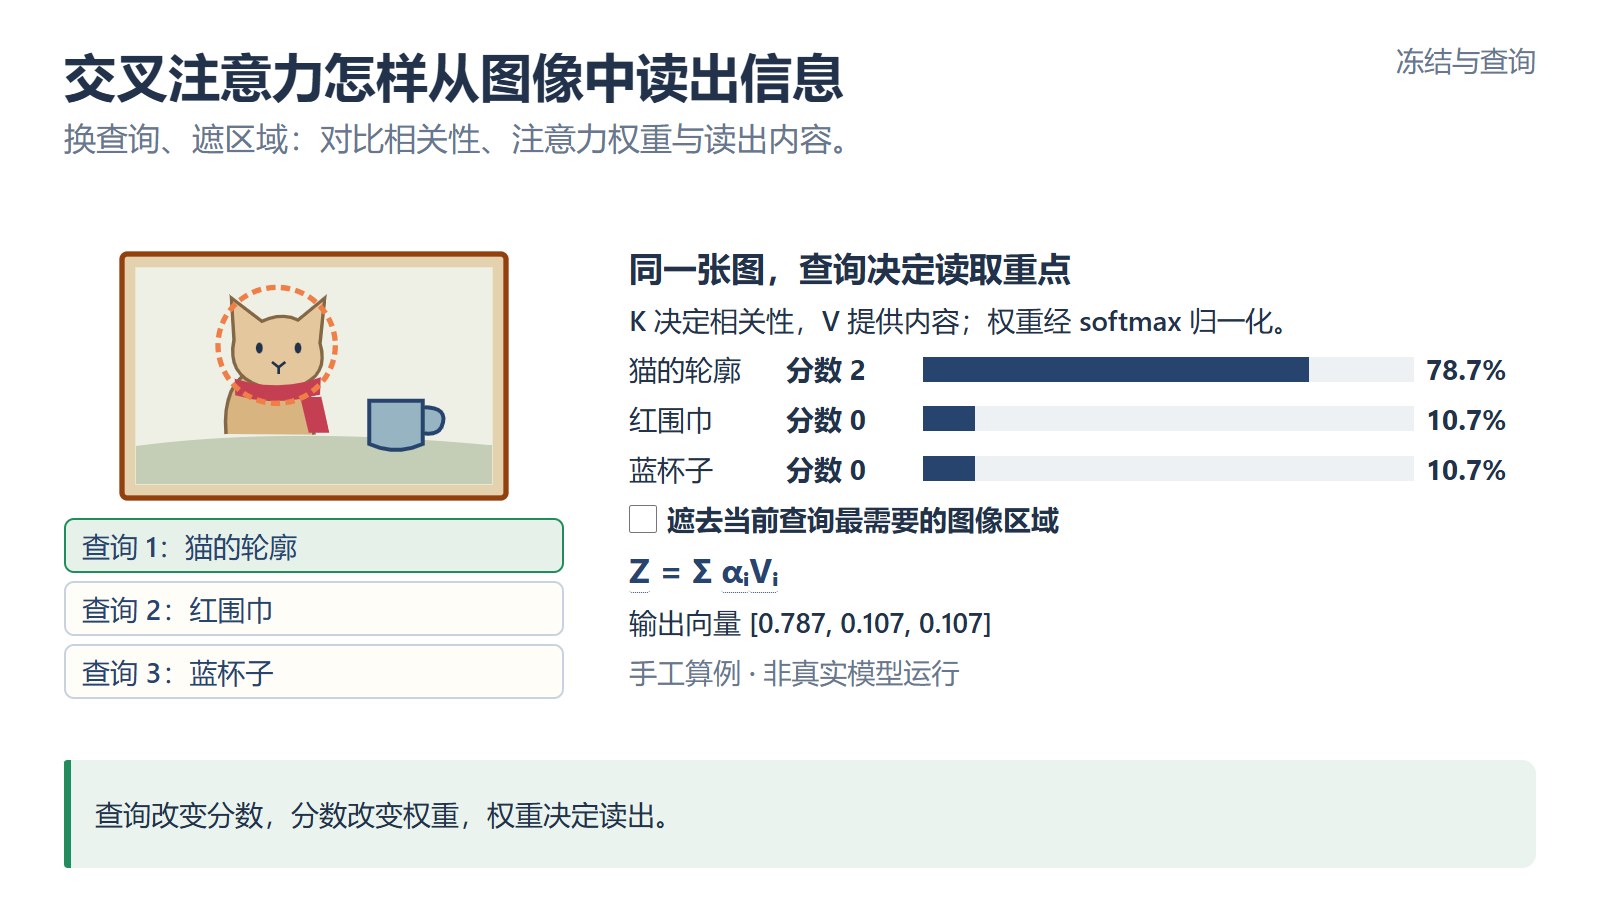 交叉注意力怎样从图像中读出信息
冻结与查询
换查询、遮区域：对比相关性、注意力权重与读出内容。
同一张图，查询决定读取重点
K 决定相关性，V 提供内容；权重经 softmax 归一化。
猫的轮廓 分数 2 78.7%
红围巾 分数 0 10.7%
蓝杯子 分数 0 10.7%
遮去当前查询最需要的图像区域
Z = Σ αᵢVᵢ
输出向量 [0.787, 0.107, 0.107]
手工算例 · 非真实模型运行
查询 1：猫的轮廓
查询 2：红围巾
查询 3：蓝杯子
查询改变分数，分数改变权重，权重决定读出。